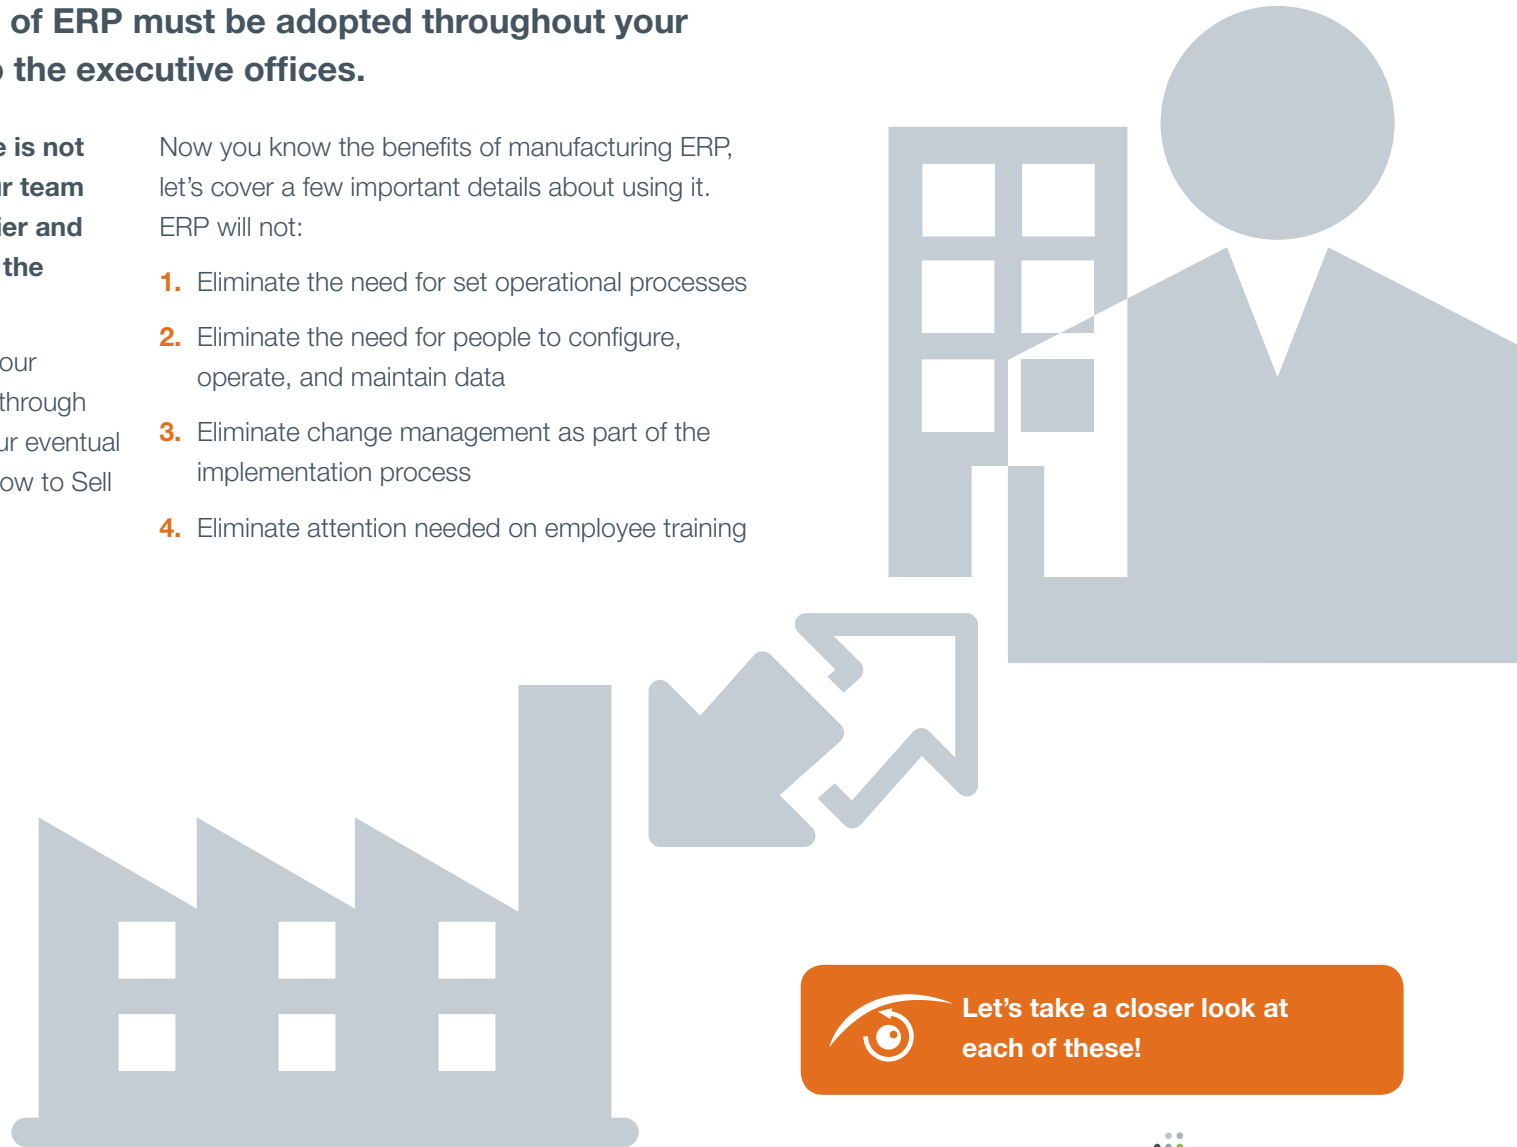 of ERP must be adopted throughout your
the executive offices.
e is not
r team
ier and
the
our
through
ur eventual
ow to Sell
Now you know the benefits of manufacturing ERP,
let’s cover a few important details about using it.
ERP will not:
1. Eliminate the need for set operational processes
2. Eliminate the need for people to configure,
operate, and maintain data
3. Eliminate change management as part of the
implementation process
4. Eliminate attention needed on employee training
Let’s take a closer look at
each of these!